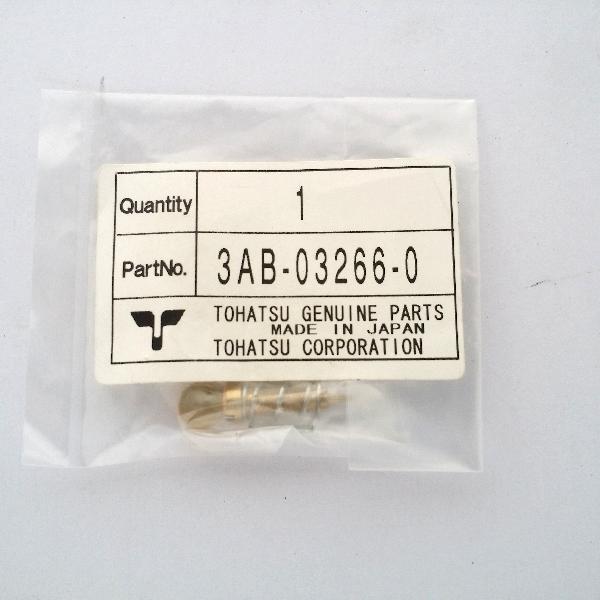 Quantity 1
PartNo. 3AB-03266-0
TOHATSU GENUINE PARTS
MADE IN JAPAN
TOHATSU CORPORATION